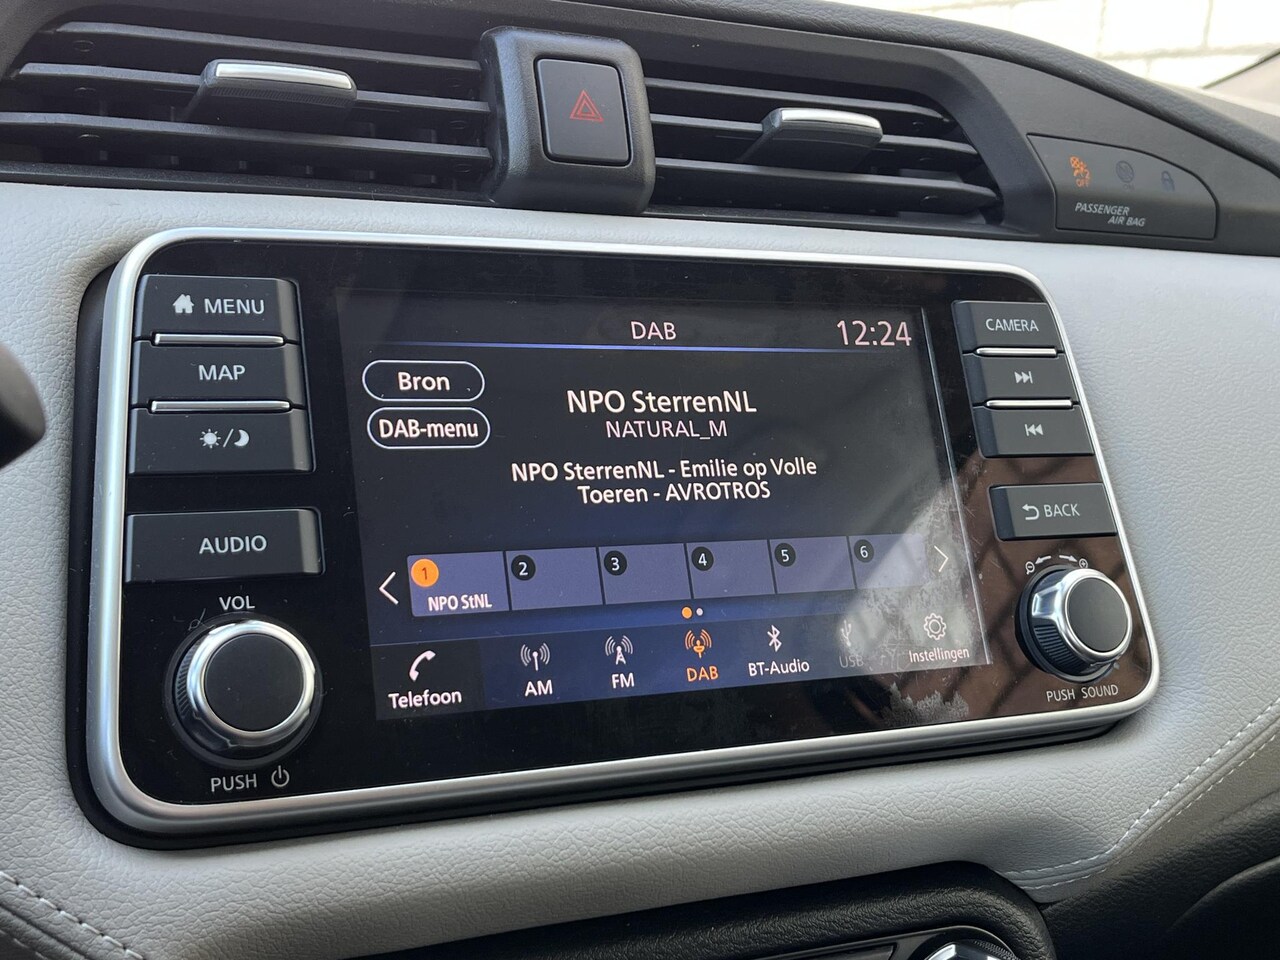 PASSENGER
AIR BAG
MENU
MAP
AUDIO
VOL
PUSH
DAB
12:24
Bron
DAB-menu
NPO SterrenNL
NATURAL_M
NPO SterrenNL - Emilie op Volle
Toeren - AVROTROS
1
2
3
4
5
6
NPO StNL
Telefoon
AM
FM
DAB
BT-Audio
USB
Instellingen
CAMERA
BACK
PUSH SOUND